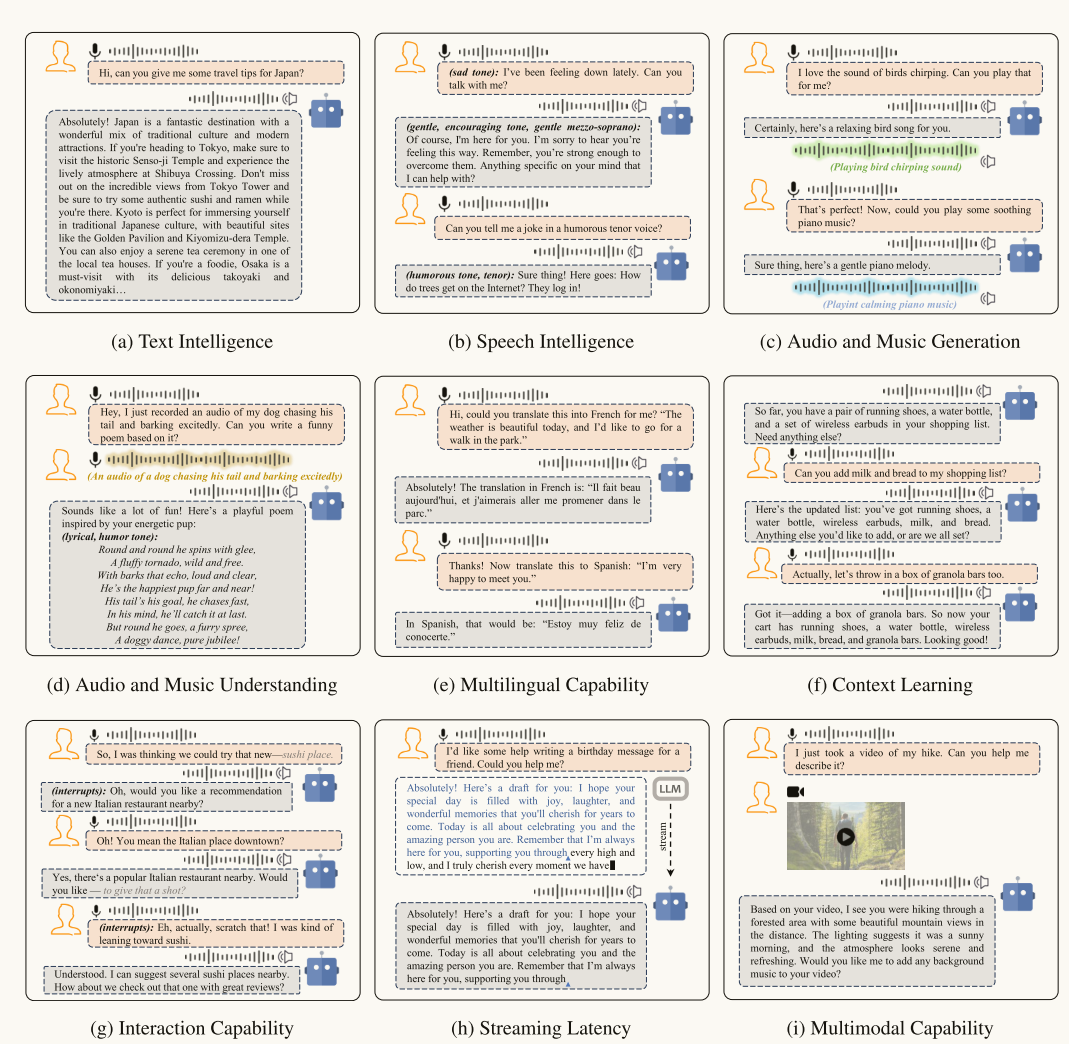 Hi, can you give me some travel tips for Japan?
Absolutely! Japan is a fantastic destination with a
wonderful mix of traditional culture and modern
attractions. If you're heading to Tokyo, make sure to
visit the historic Senso-ji Temple and experience the
lively atmosphere at Shibuya Crossing. Don't miss
out on the incredible views from Tokyo Tower and
be sure to try some authentic sushi and ramen while
you're there. Kyoto is perfect for immersing yourself
in traditional Japanese culture, with beautiful sites
like the Golden Pavilion and Kiyomizu-dera Temple.
You can also enjoy a serene tea ceremony in one of
the local tea houses. If you're a foodie, Osaka is a
must-visit with its delicious takoyaki and
okonomiyaki…
(a) Text Intelligence
(sad tone): I've been feeling down lately. Can you
talk with me?
(gentle, encouraging tone, gentle mezzo-soprano):
Of course, I'm here for you. I'm sorry to hear you're
feeling this way. Remember, you're strong enough to
overcome them. Anything specific on your mind that
I can help with?
Can you tell me a joke in a humorous tenor voice?
(humorous tone, tenor): Sure thing! Here goes: How
do trees get on the Internet? They log in!
(b) Speech Intelligence
I love the sound of birds chirping. Can you play that
for me?
Certainly, here's a relaxing bird song for you.
(Playing bird chirping sound)
That's perfect! Now, could you play some soothing
piano music?
Sure thing, here's a gentle piano melody.
(Playint calming piano music)
(c) Audio and Music Generation
Hey, I just recorded an audio of my dog chasing his
tail and barking excitedly. Can you write a funny
poem based on it?
(An audio of a dog chasing his tail and barking excitedly)
Sounds like a lot of fun! Here's a playful poem
inspired by your energetic pup:
(lyrical, humor tone):
Round and round he spins with glee,
A fluffy tornado, wild and free.
With barks that echo, loud and clear,
He's the happiest pup far and near!
His tail's his goal, he chases fast,
In his mind, he'll catch it at last.
But round he goes, a furry spree,
A doggy dance, pure jubilee!
(d) Audio and Music Understanding
Hi, could you translate this into French for me? “The
weather is beautiful today, and I'd like to go for a
walk in the park.”
Absolutely! The translation in French is: “Il fait beau
aujourd'hui, et j'aimerais aller me promener dans le
parc.”
Thanks! Now translate this to Spanish: “I'm very
happy to meet you.”
In Spanish, that would be: “Estoy muy feliz de
conocerte.”
(e) Multilingual Capability
So far, you have a pair of running shoes, a water bottle,
and a set of wireless earbuds in your shopping list.
Need anything else?
Can you add milk and bread to my shopping list?
Here's the updated list: you've got running shoes, a
water bottle, wireless earbuds, milk, and bread.
Anything else you'd like to add, or are we all set?
Actually, let's throw in a box of granola bars too.
Got it—adding a box of granola bars. So now your
cart has running shoes, a water bottle, wireless
earbuds, milk, bread, and granola bars. Looking good!
(f) Context Learning
So, I was thinking we could try that new—sushi place.
(interrupts): Oh, would you like a recommendation
for a new Italian restaurant nearby?
Oh! You mean the Italian place downtown?
Yes, there's a popular Italian restaurant nearby. Would
you like — to give that a shot?
(interrupts): Eh, actually, scratch that! I was kind of
leaning toward sushi.
Understood. I can suggest several sushi places nearby.
How about we check out that one with great reviews?
(g) Interaction Capability
I'd like some help writing a birthday message for a
friend. Could you help me?
Absolutely! Here's a draft for you: I hope your
special day is filled with joy, laughter, and
wonderful memories that you'll cherish for years to
come. Today is all about celebrating you and the
amazing person you are. Remember that I'm always
here for you, supporting you through every high and
low, and I truly cherish every moment we have
LLM
stream
Absolutely! Here's a draft for you: I hope your
special day is filled with joy, laughter, and
wonderful memories that you'll cherish for years to
come. Today is all about celebrating you and the
amazing person you are. Remember that I'm always
here for you, supporting you through
(h) Streaming Latency
I just took a video of my hike. Can you help me
describe it?
Based on your video, I see you were hiking through a
forested area with some beautiful mountain views in
the distance. The lighting suggests it was a sunny
morning, and the atmosphere looks serene and
refreshing. Would you like me to add any background
music to your video?
(i) Multimodal Capability